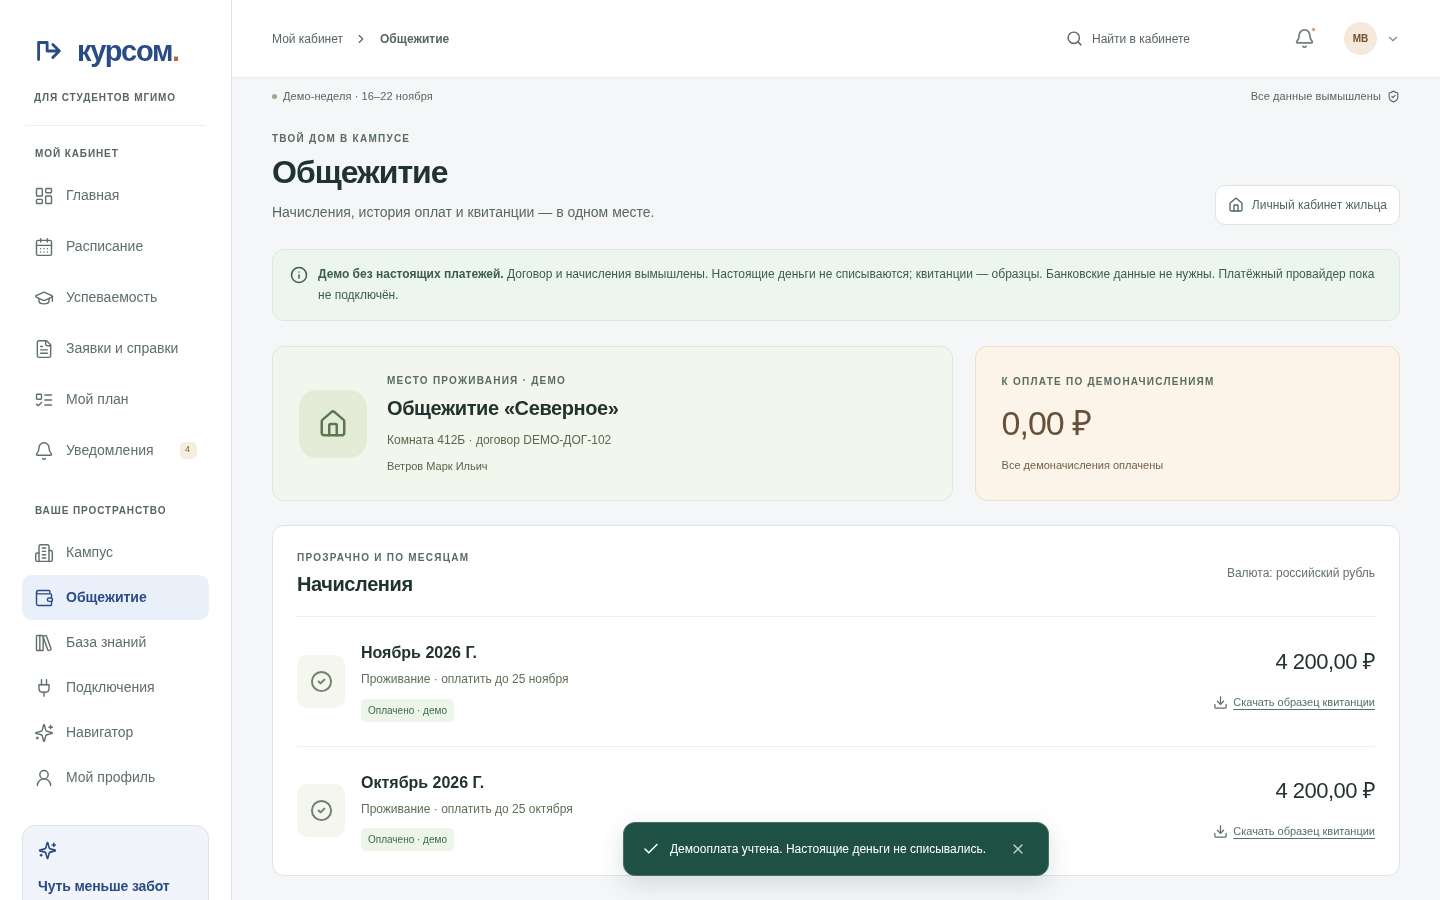 курсом.
ДЛЯ СТУДЕНТОВ МГИМО
МОЙ КАБИНЕТ
Главная
Расписание
Успеваемость
Заявки и справки
Мой план
Уведомления 4
ВАШЕ ПРОСТРАНСТВО
Кампус
Общежитие
База знаний
Подключения
Навигатор
Мой профиль
Чуть меньше забот
Мой кабинет Общежитие
Найти в кабинете
МВ
Демо-неделя · 16–22 ноября
Все данные вымышлены
ТВОЙ ДОМ В КАМПУСЕ
Общежитие
Начисления, история оплат и квитанции — в одном месте.
Личный кабинет жильца
Демо без настоящих платежей. Договор и начисления вымышлены. Настоящие деньги не списываются; квитанции — образцы. Банковские данные не нужны. Платёжный провайдер пока
не подключён.
МЕСТО ПРОЖИВАНИЯ · ДЕМО
Общежитие «Северное»
Комната 412Б · договор DEMO-ДОГ-102
Ветров Марк Ильич
К ОПЛАТЕ ПО ДЕМОНАЧИСЛЕНИЯМ
0,00 ₽
Все демоначисления оплачены
ПРОЗРАЧНО И ПО МЕСЯЦАМ
Начисления
Валюта: российский рубль
Ноябрь 2026 Г.
Проживание · оплатить до 25 ноября
Оплачено · демо
4 200,00 ₽
Скачать образец квитанции
Октябрь 2026 Г.
Проживание · оплатить до 25 октября
Оплачено · демо
4 200,00 ₽
Скачать образец квитанции
Демооплата учтена. Настоящие деньги не списывались.